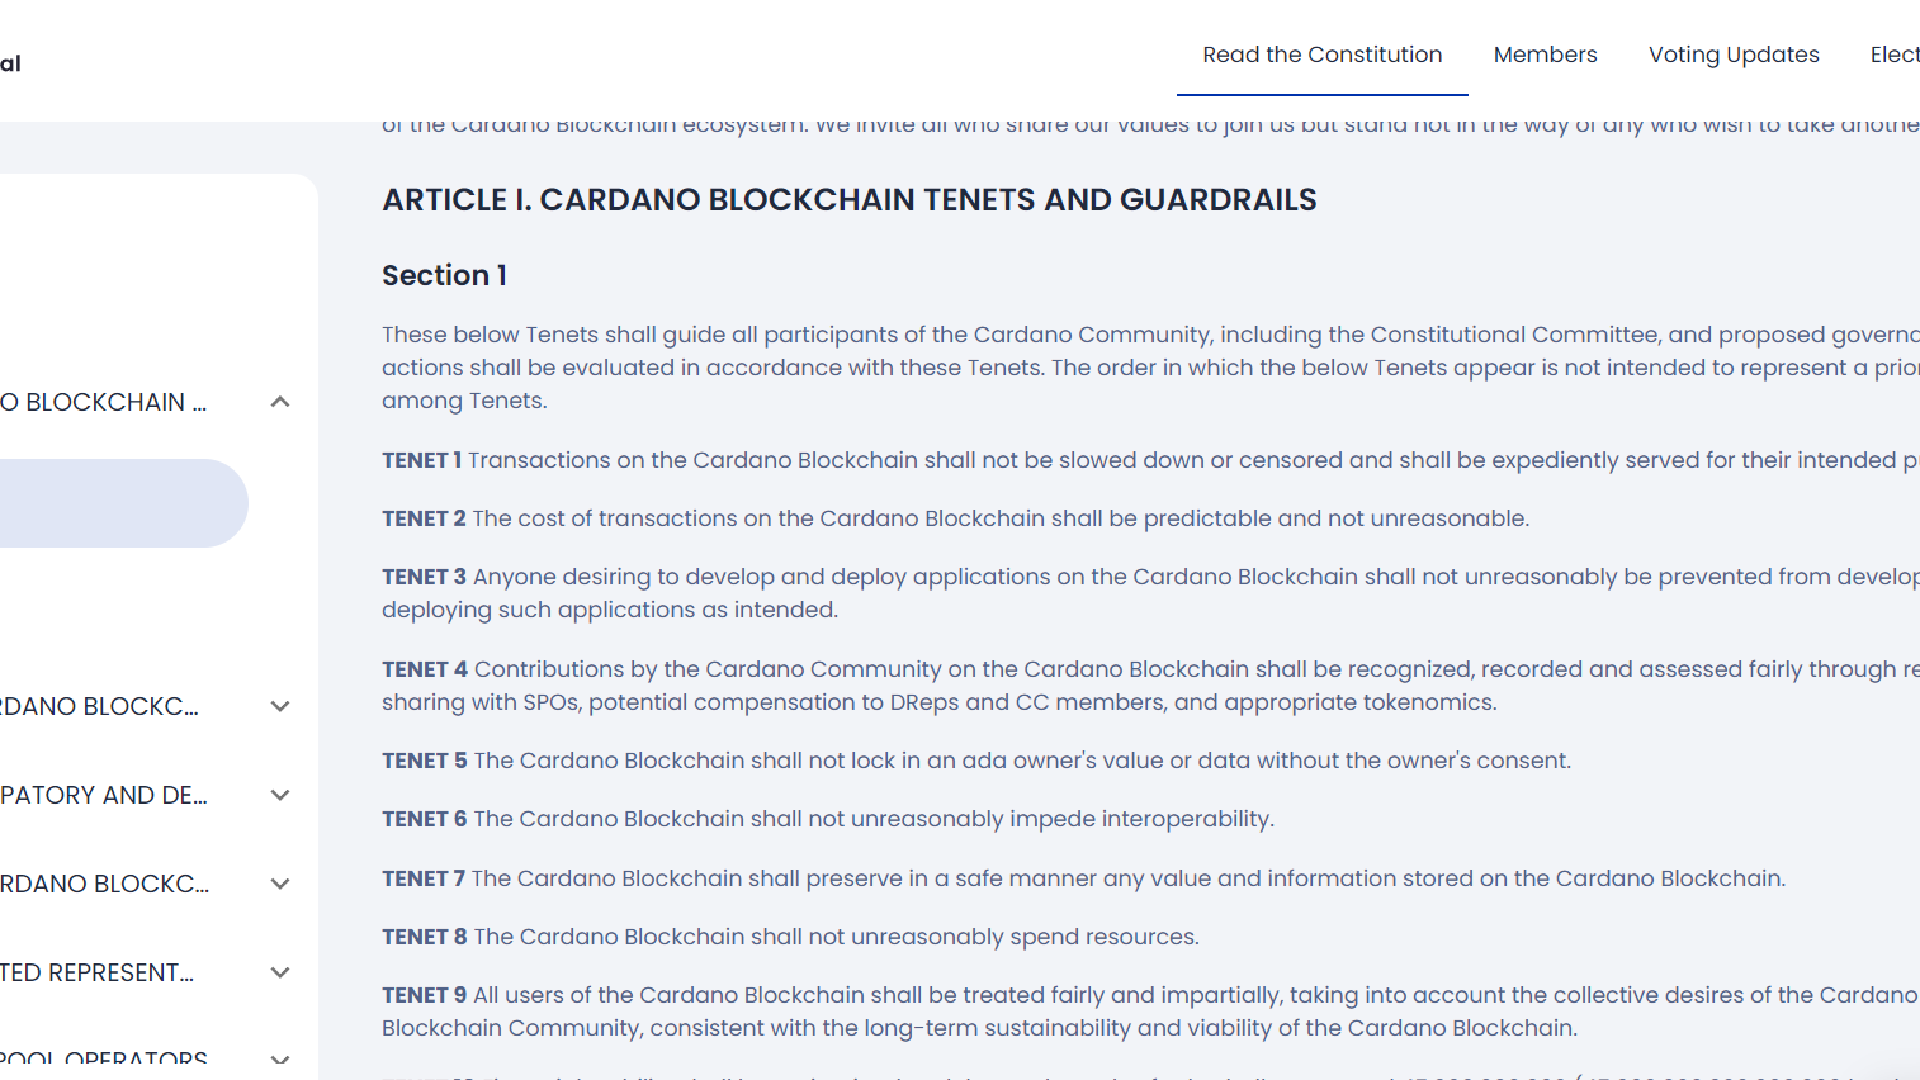 al
Read the Constitution
Members
Voting Updates
Elect
of the Cardano Blockchain ecosystem. We invite all who share our values to join us but stand not in the way of any who wish to take anothe
O BLOCKCHAIN ...
RDANO BLOCKC...
PATORY AND DE...
RDANO BLOCKC...
TED REPRESENT...
POOL OPERATORS
ARTICLE I. CARDANO BLOCKCHAIN TENETS AND GUARDRAILS
Section 1
These below Tenets shall guide all participants of the Cardano Community, including the Constitutional Committee, and proposed governa
actions shall be evaluated in accordance with these Tenets. The order in which the below Tenets appear is not intended to represent a prior
among Tenets.
TENET 1 Transactions on the Cardano Blockchain shall not be slowed down or censored and shall be expediently served for their intended pu
TENET 2 The cost of transactions on the Cardano Blockchain shall be predictable and not unreasonable.
TENET 3 Anyone desiring to develop and deploy applications on the Cardano Blockchain shall not unreasonably be prevented from develop
deploying such applications as intended.
TENET 4 Contributions by the Cardano Community on the Cardano Blockchain shall be recognized, recorded and assessed fairly through re
sharing with SPOs, potential compensation to DReps and CC members, and appropriate tokenomics.
TENET 5 The Cardano Blockchain shall not lock in an ada owner's value or data without the owner's consent.
TENET 6 The Cardano Blockchain shall not unreasonably impede interoperability.
TENET 7 The Cardano Blockchain shall preserve in a safe manner any value and information stored on the Cardano Blockchain.
TENET 8 The Cardano Blockchain shall not unreasonably spend resources.
TENET 9 All users of the Cardano Blockchain shall be treated fairly and impartially, taking into account the collective desires of the Cardano
Blockchain Community, consistent with the long-term sustainability and viability of the Cardano Blockchain.